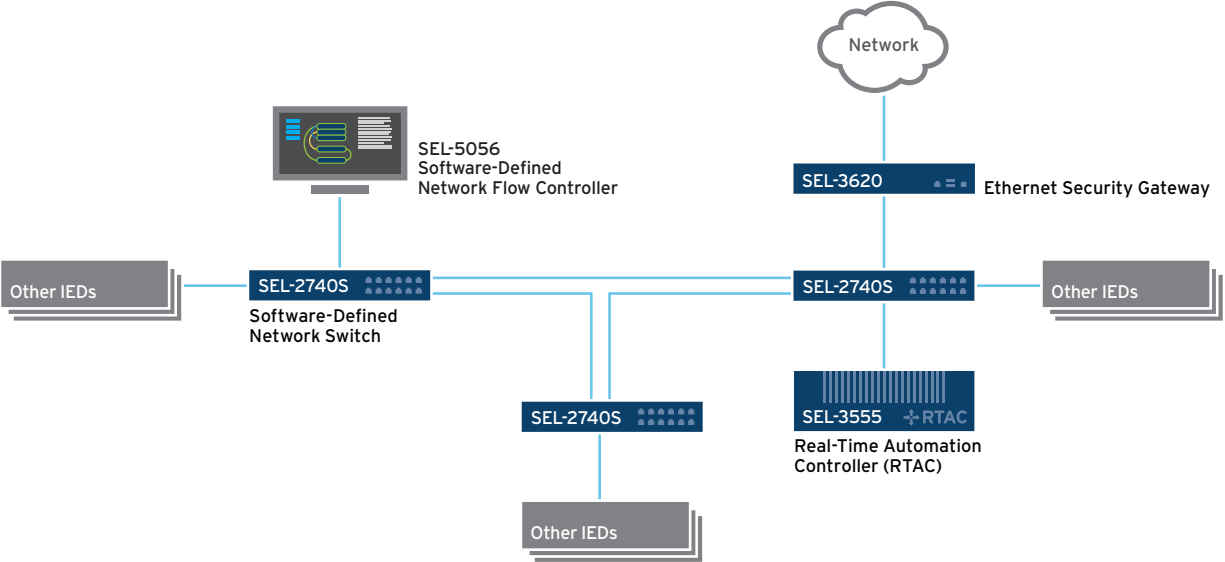 Network
SEL-5056
Software-Defined
Network Flow Controller
SEL-3620
Ethernet Security Gateway
Other IEDs
SEL-2740S
Software-Defined
Network Switch
SEL-2740S
Other IEDs
SEL-2740S
SEL-3555
RTAC
Real-Time Automation
Controller (RTAC)
Other IEDs